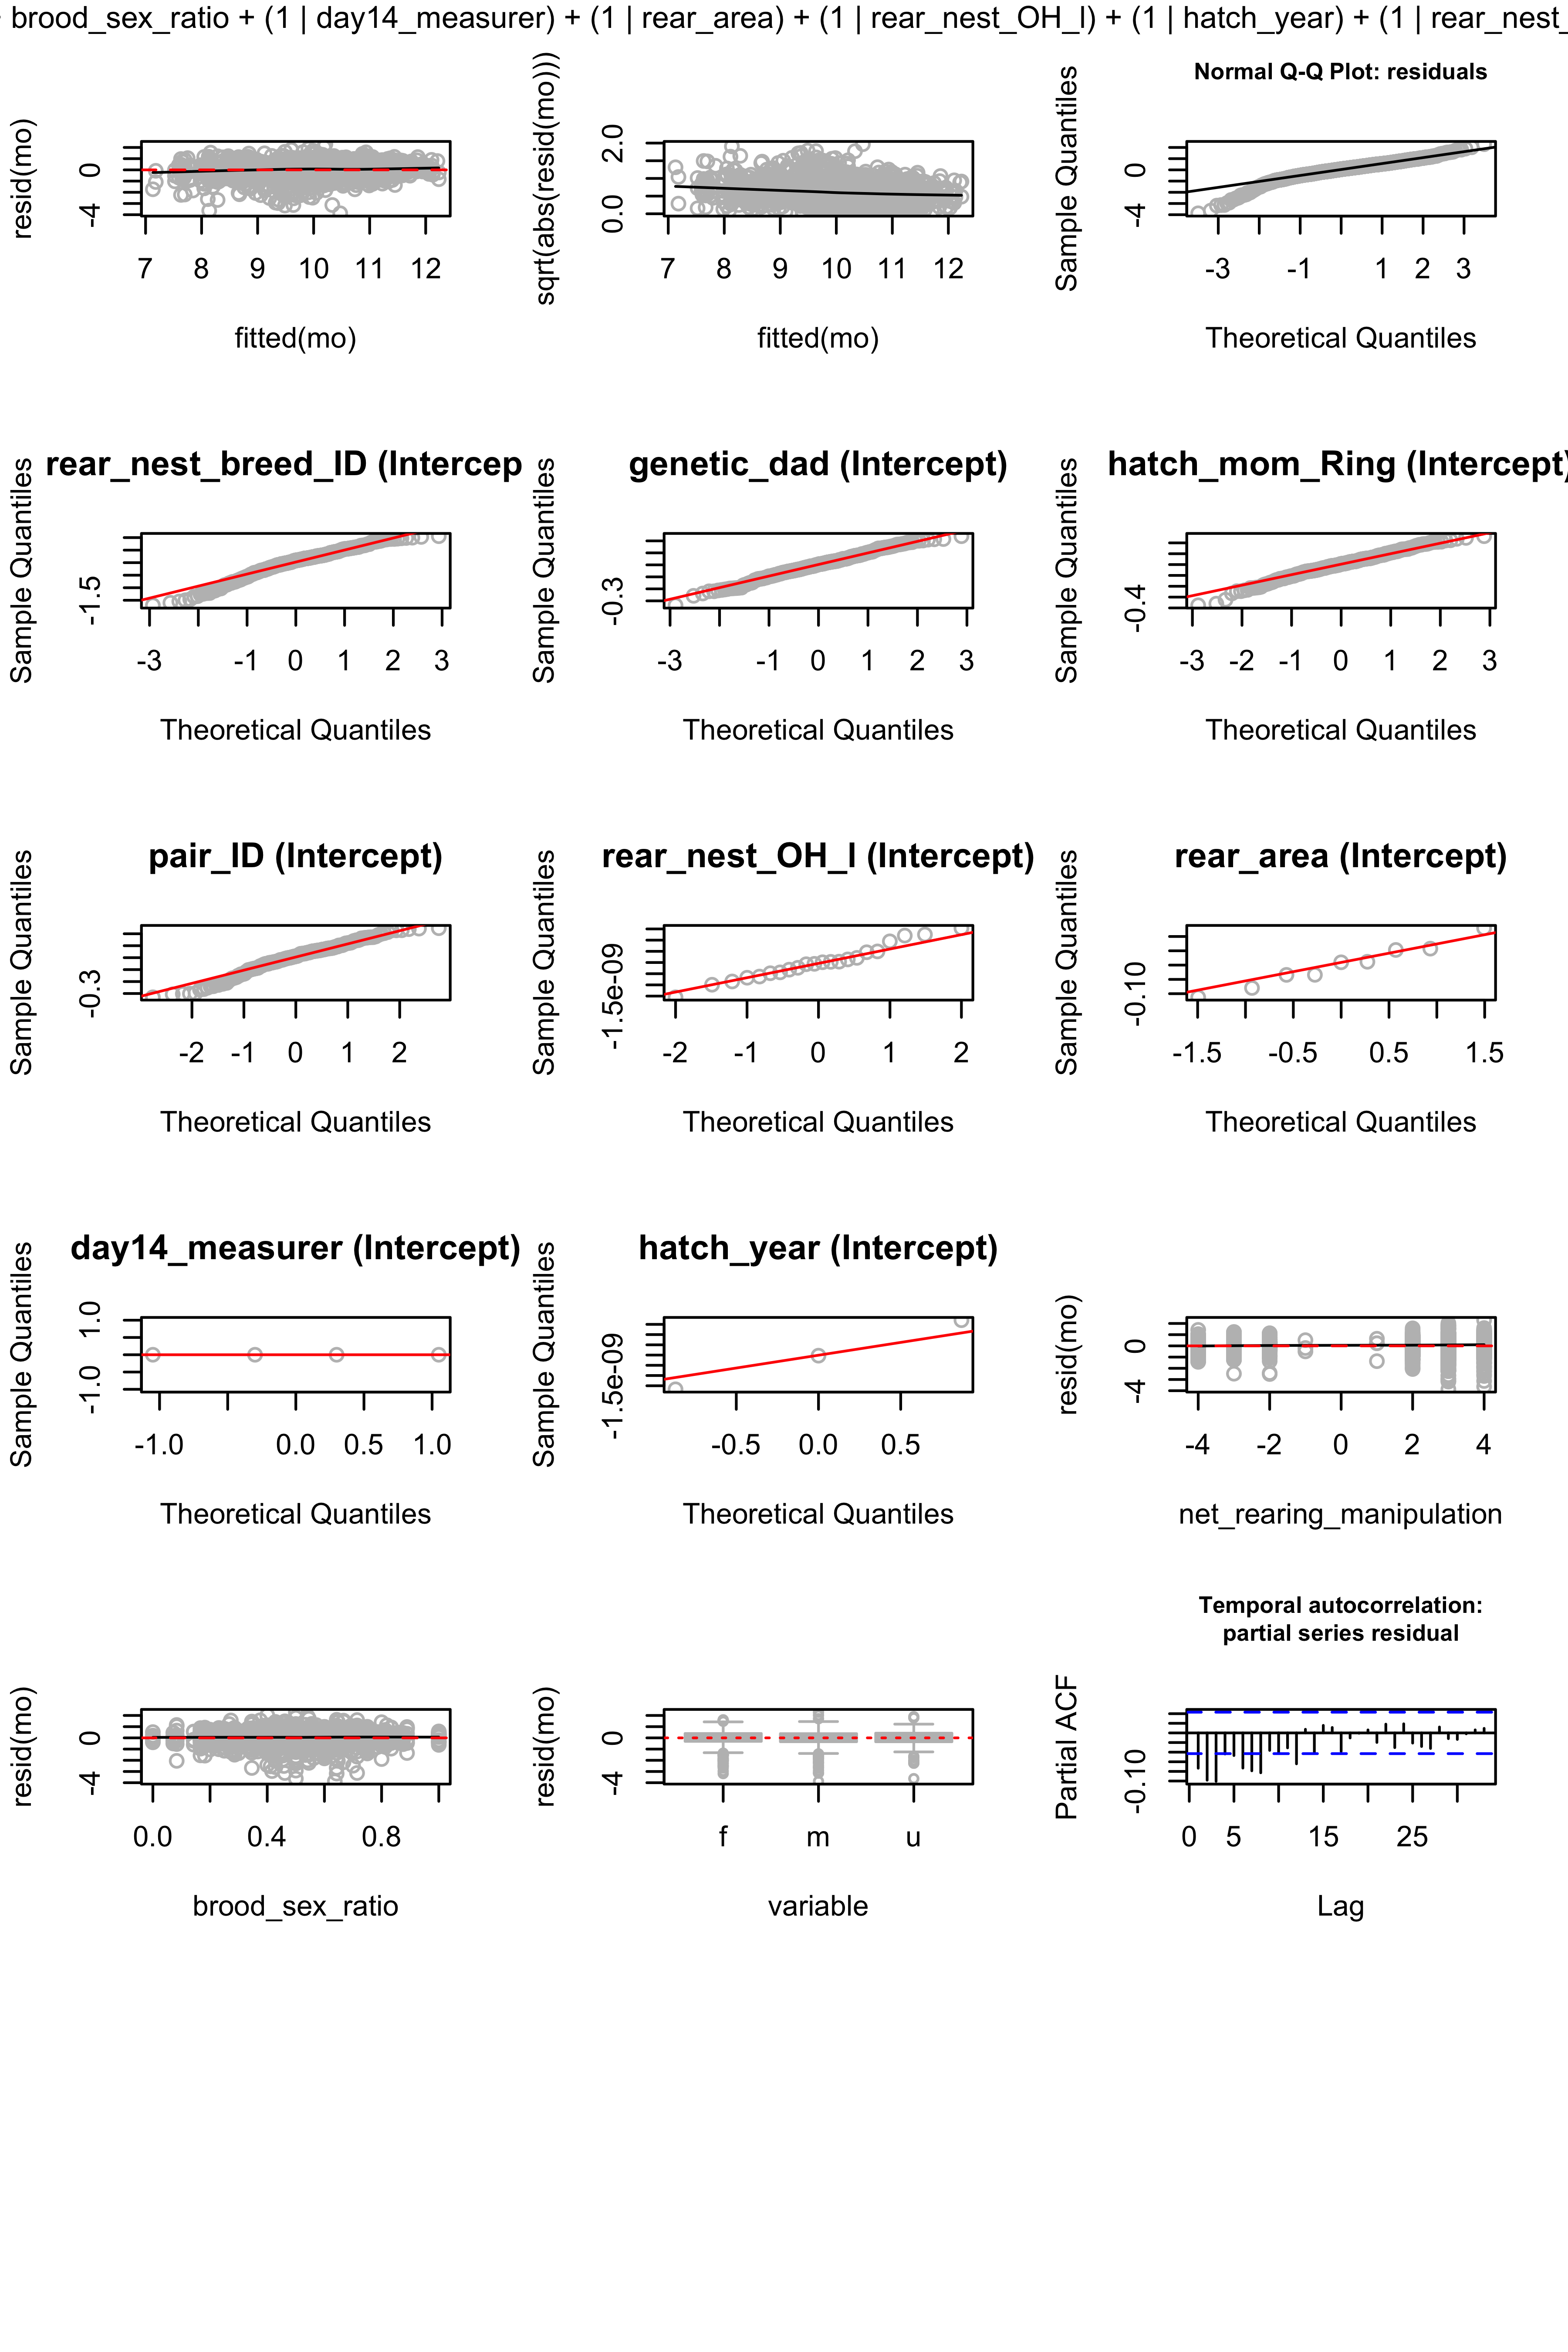 brood_sex_ratio + (1 | day14_measurer) + (1 | rear_area) + (1 | rear_nest_OH_l) + (1 | hatch_year) + (1 | rear_nest_
resid(mo)
0
-4
7 8 9 10 11 12
fitted(mo)
sqrt(abs(resid(mo)))
2.0
0.0
7 8 9 10 11 12
fitted(mo)
Normal Q-Q Plot: residuals
Sample Quantiles
0
-4
-3 -1 1 2 3
Theoretical Quantiles
rear_nest_breed_ID (Intercep
Sample Quantiles
-1.5
-3 -1 0 1 2 3
Theoretical Quantiles
genetic_dad (Intercept)
Sample Quantiles
-0.3
-3 -1 0 1 2 3
Theoretical Quantiles
hatch_mom_Ring (Intercept)
Sample Quantiles
-0.4
-3 -2 -1 0 1 2 3
Theoretical Quantiles
pair_ID (Intercept)
Sample Quantiles
-0.3
-2 -1 0 1 2
Theoretical Quantiles
rear_nest_OH_l (Intercept)
Sample Quantiles
-1.5e-09
-2 -1 0 1 2
Theoretical Quantiles
rear_area (Intercept)
Sample Quantiles
-0.10
-1.5 -0.5 0.5 1.5
Theoretical Quantiles
day14_measurer (Intercept)
Sample Quantiles
1.0
-1.0
-1.0 0.0 0.5 1.0
Theoretical Quantiles
hatch_year (Intercept)
Sample Quantiles
-1.5e-09
-0.5 0.0 0.5
Theoretical Quantiles
resid(mo)
0
-4
-4 -2 0 2 4
net_rearing_manipulation
resid(mo)
0
-4
0.0 0.4 0.8
brood_sex_ratio
resid(mo)
0
-4
f m u
variable
Temporal autocorrelation:
partial series residual
Partial ACF
-0.10
0 5 15 25
Lag